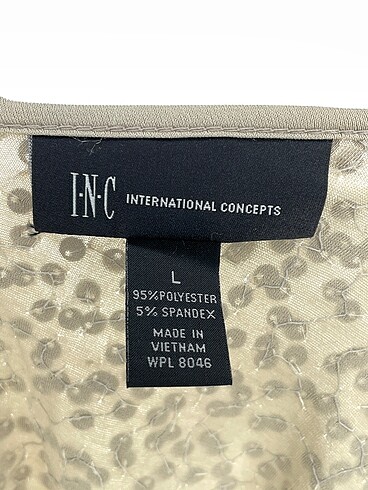 I·N·C INTERNATIONAL CONCEPTS
L
95%POLYESTER
5% SPANDEX
MADE IN
VIETNAM
WPL 8046